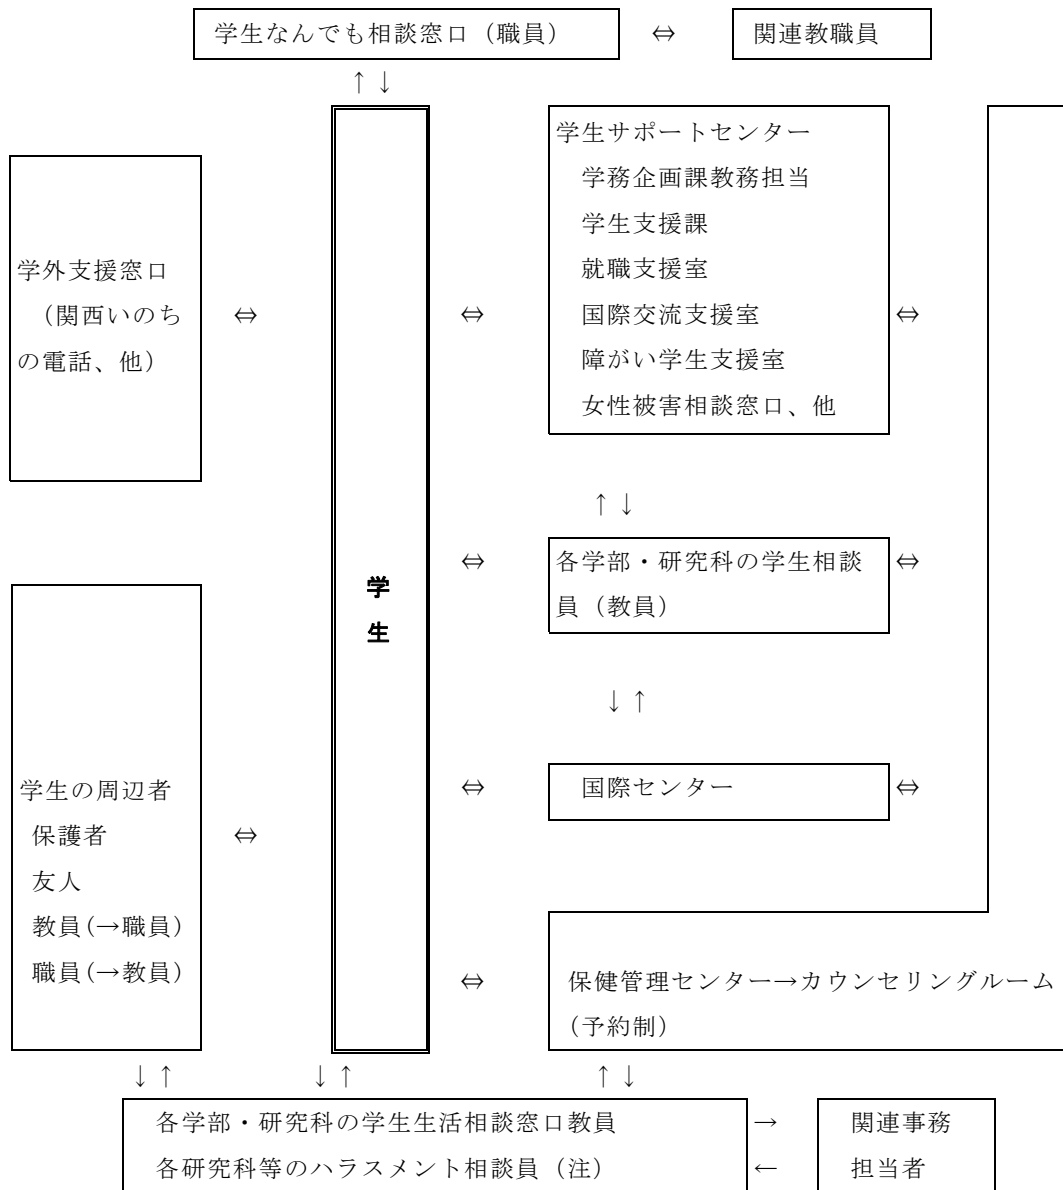 学生なんでも相談窓口（職員） ⇔ 関連教職員
↑↓
学生サポートセンター
学務企画課教務担当
学生支援課
就職支援室
国際交流支援室
障がい学生支援室
女性被害相談窓口、他
⇔
⇔
学外支援窓口
（関西いのち
の電話、他）
⇔
学
生
↑↓
⇔
各学部・研究科の学生相談
員（教員）
⇔
↓↑
⇔
国際センター
⇔
学生の周辺者
保護者
友人
教員(→職員)
職員(→教員)
⇔
⇔
保健管理センター→カウンセリングルーム
（予約制）
↓↑ ↓↑ ↑↓
各学部・研究科の学生生活相談窓口教員
各研究科等のハラスメント相談員（注）
→
←
関連事務
担当者